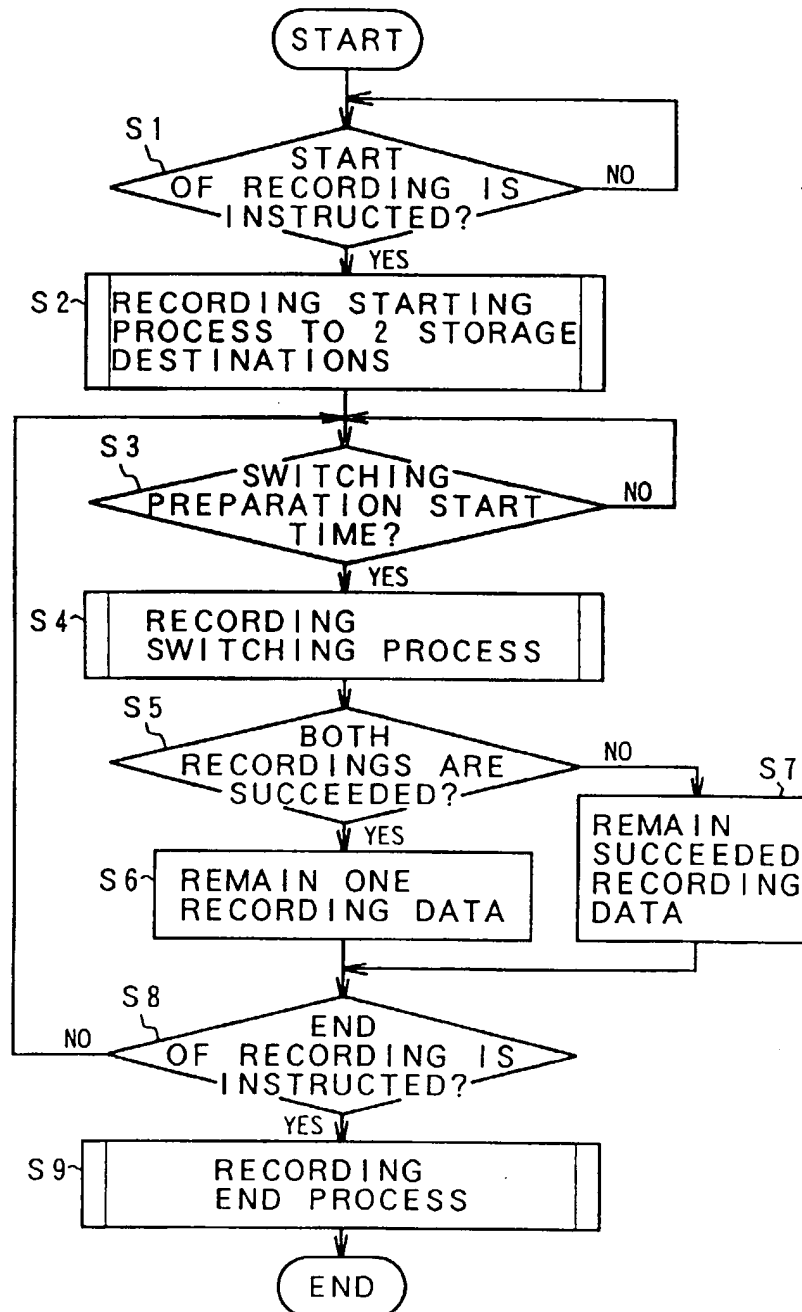 START
S1
START
OF RECORDING IS
INSTRUCTED?
NO
YES
S2
RECORDING STARTING
PROCESS TO 2 STORAGE
DESTINATIONS
S3
SWITCHING
PREPARATION START
TIME?
NO
YES
S4
RECORDING
SWITCHING PROCESS
S5
BOTH
RECORDINGS ARE
SUCCEEDED?
NO
YES
S7
REMAIN
SUCCEEDED
RECORDING
DATA
S6
REMAIN ONE
RECORDING DATA
S8
END
OF RECORDING IS
INSTRUCTED?
NO
YES
S9
RECORDING
END PROCESS
END